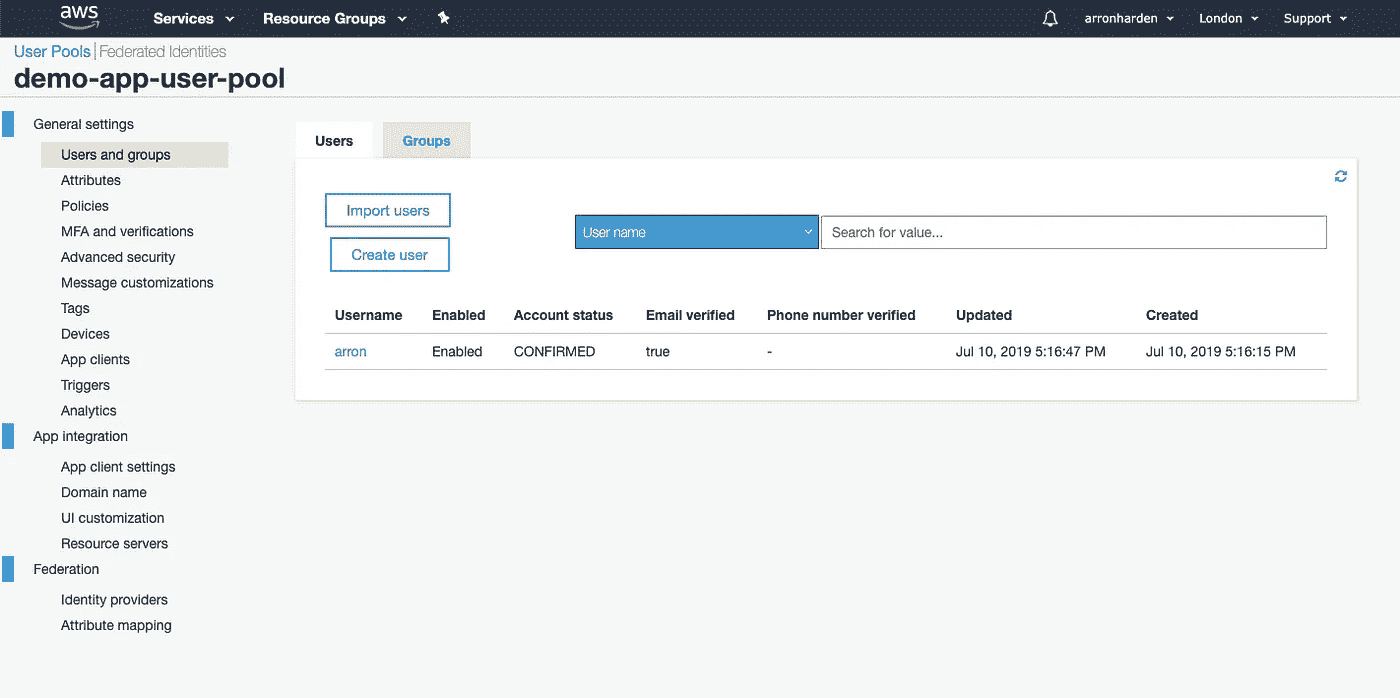 aws Services Resource Groups arronharden London Support
User Pools | Federated Identities
demo-app-user-pool
General settings
Users and groups
Attributes
Policies
MFA and verifications
Advanced security
Message customizations
Tags
Devices
App clients
Triggers
Analytics
App integration
App client settings
Domain name
UI customization
Resource servers
Federation
Identity providers
Attribute mapping
Users Groups
Import users
Create user
User name Search for value...
Username Enabled Account status Email verified Phone number verified Updated Created
arron Enabled CONFIRMED true - Jul 10, 2019 5:16:47 PM Jul 10, 2019 5:16:15 PM